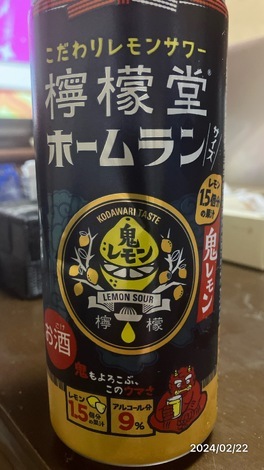 こだわりレモンサワー
檸檬堂
ホームランサイズ
レモン
1.5個分
の果汁
鬼レモン
KODAWARI TASTE
鬼
レモン
LEMON SOUR
檸 檬
お酒
鬼もよろこぶ、
このウマさ
レモン
1.5個分
の果汁
アルコール分
9%
2024/02/22